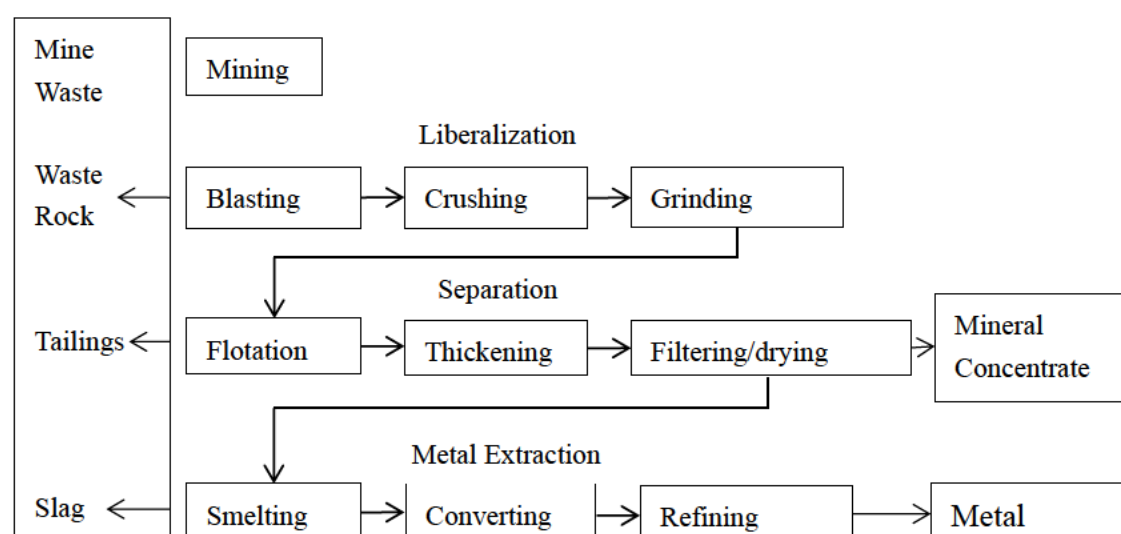 Mine
Waste
Mining
Liberalization
Waste
Rock
Blasting
Crushing
Grinding
Separation
Tailings
Flotation
Thickening
Filtering/drying
Mineral
Concentrate
Metal Extraction
Slag
Smelting
Converting
Refining
Metal